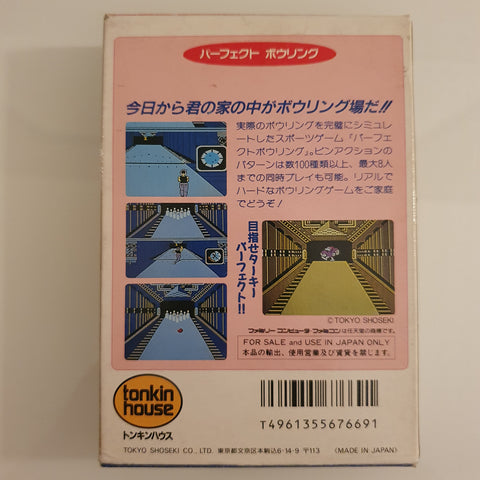 パーフェクト ボウリング
今日から君の家の中がボウリング場だ!!
実際のボウリングを完璧にシミュレ
ートしたスポーツゲーム「パーフェ
クトボウリング」。ピンアクションの
パターンは数100種類以上、最大8人
までの同時プレイも可能。リアルで
ハードなボウリングゲームをご家庭
でどうぞ!
目指せターキー
パーフェクト!!
©TOKYO SHOSEKI
ファミリー コンピュータ・ファミコンは任天堂の商標です。
FOR SALE and USE IN JAPAN ONLY
本品の輸出、使用営業及び賃貸を禁じます。
tonkin
house
トンキンハウス
T4961355676691
TOKYO SHOSEKI CO., LTD. 東京都文京区本駒込6-14-9 〒113 (MADE IN JAPAN)